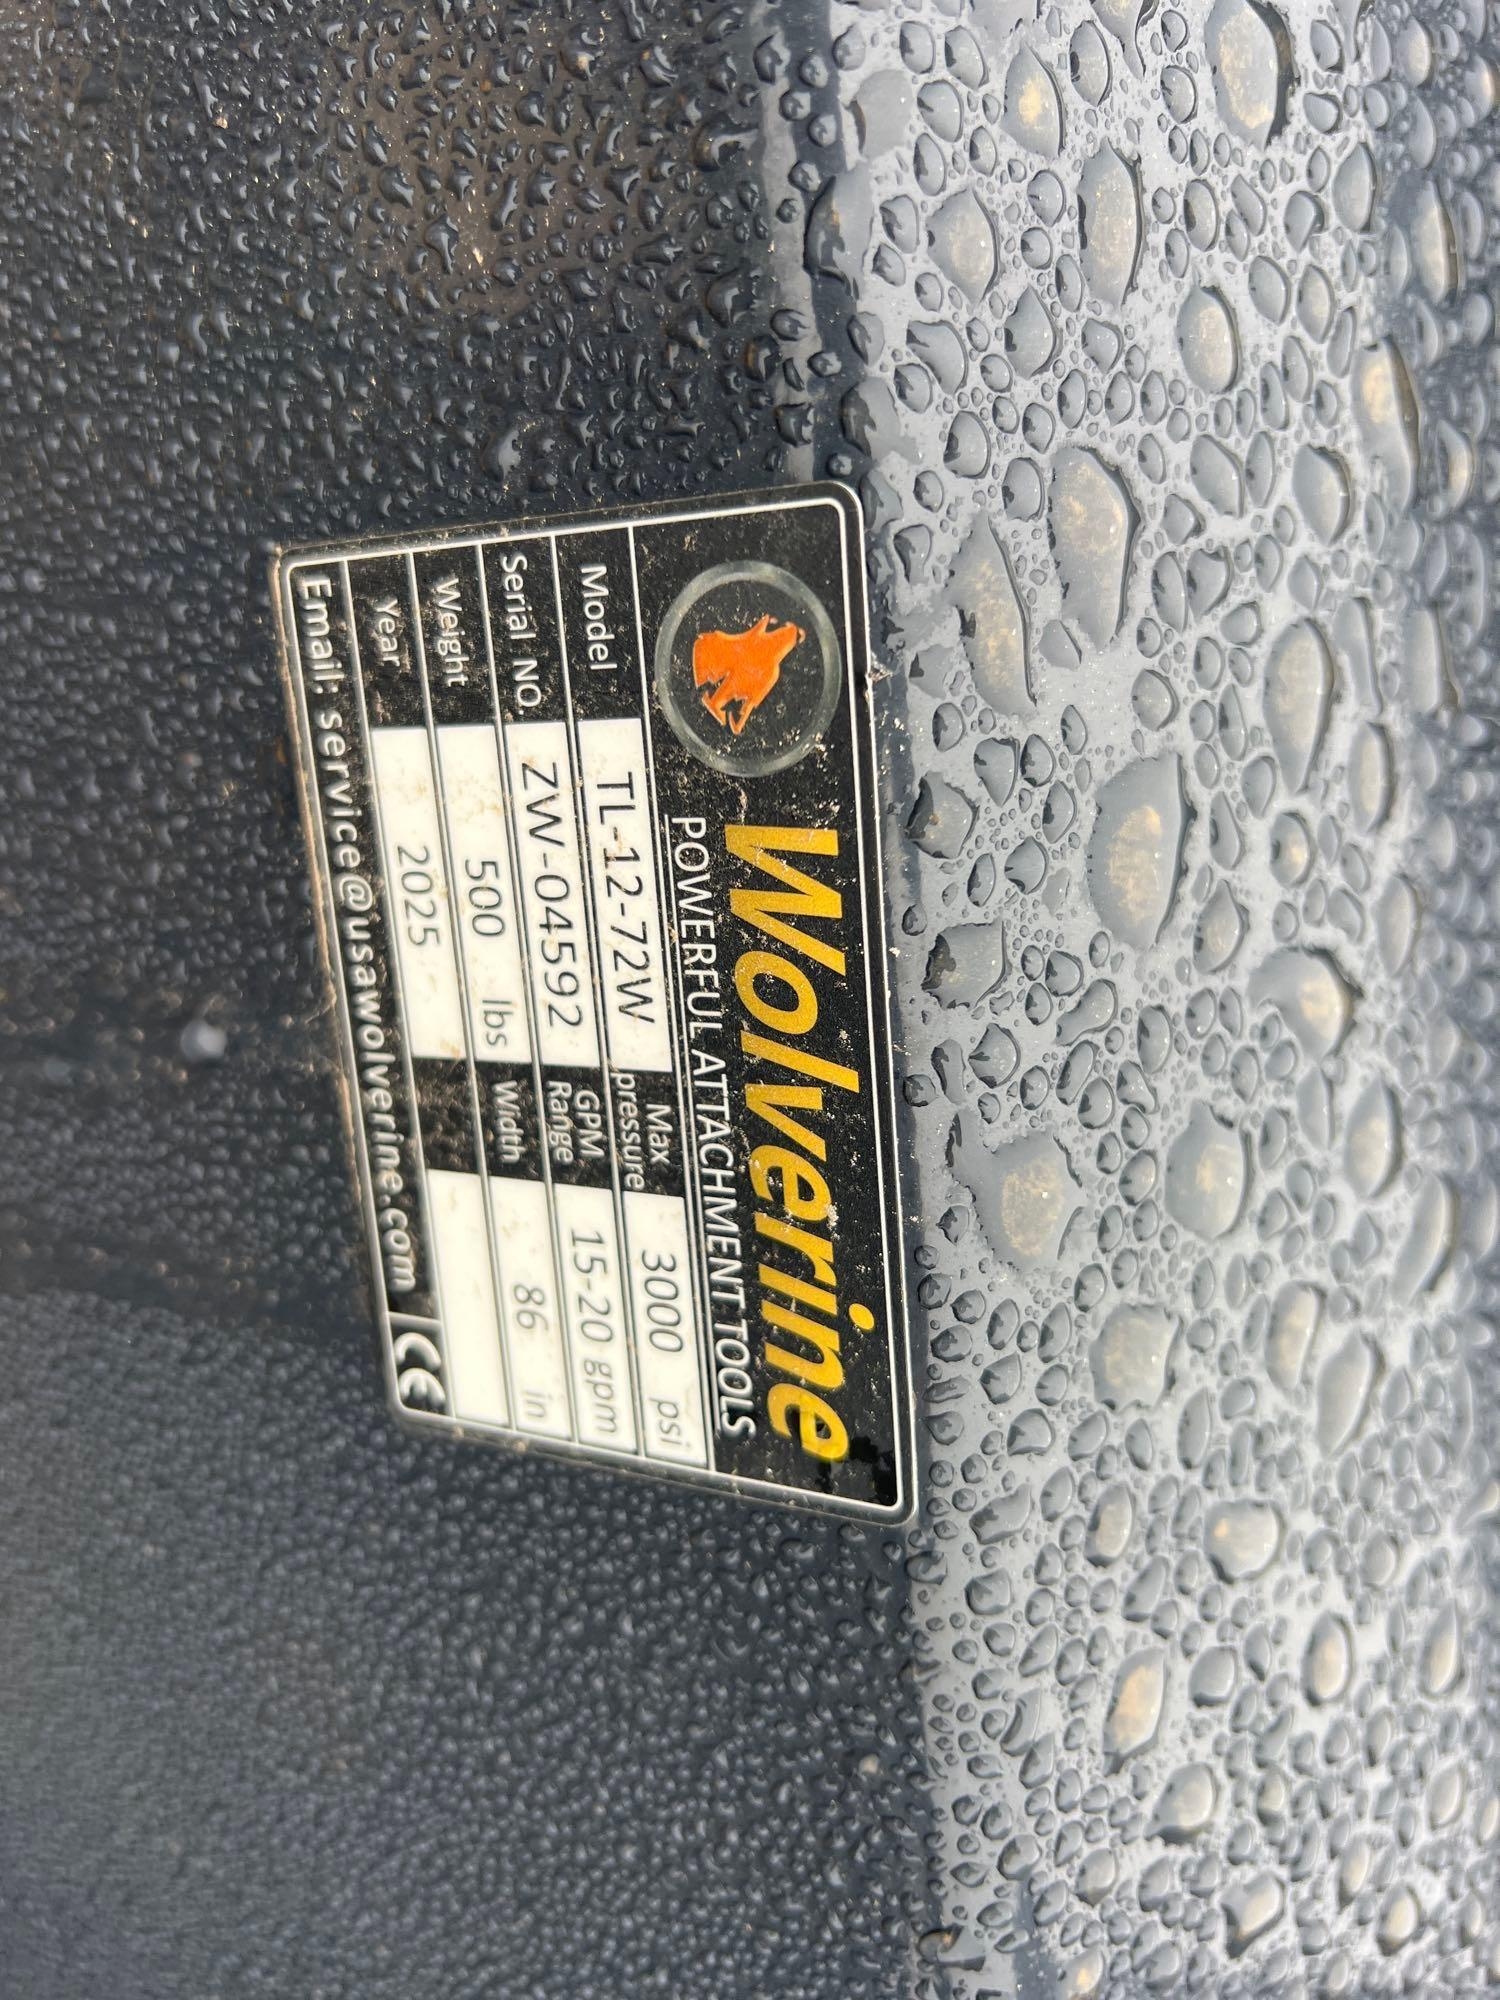 Wolverine
POWERFUL ATTACHMENT TOOLS
Model TL-12-72W Max pressure 3000 psi
Serial NO. ZW-04592 GPM Range 15-20 gpm
Weight 500 lbs Width 86 in
Year 2025
Email: service@usawolverine.com CE